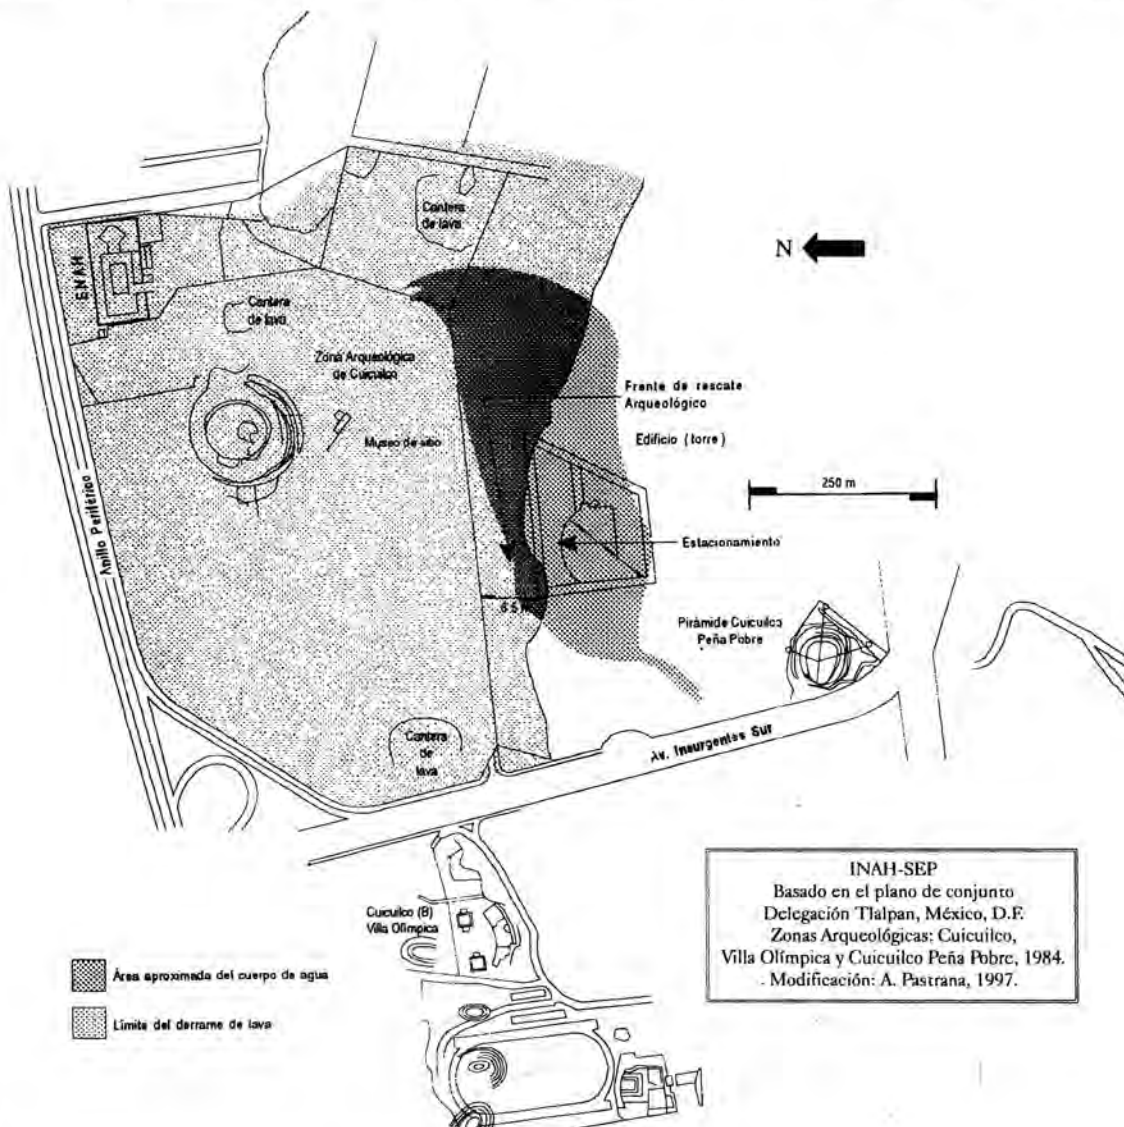 Cantera
de lava
N
ENAH
Cantera
de lava
Zona Arqueológica
de Cuicuilco
Museo de sitio
Frente de rescate
Arqueológico
Edificio (torre)
250 m
Anillo Periférico
Estacionamiento
Pirámide Cuicuilco
Peña Pobre
Cantera
de
lava
Av. Insurgentes Sur
Cuicuilco (B)
Villa Olímpica
INAH-SEP
Basado en el plano de conjunto
Delegación Tlalpan, México, D.F.
Zonas Arqueológicas: Cuicuilco,
Villa Olímpica y Cuicuilco Peña Pobre, 1984.
Modificación: A. Pastrana, 1997.
Área aproximada del cuerpo de agua
Límite del derrame de lava